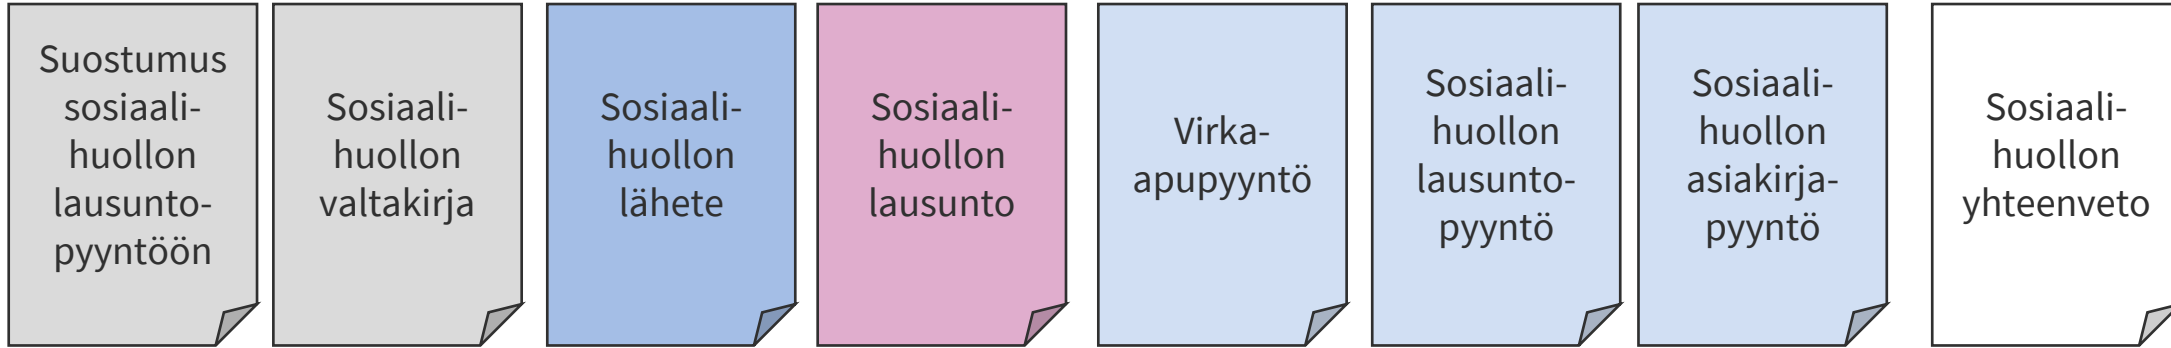 Suostumus
sosiaali-
huollon
lausunto-
pyyntöön
Sosiaali-
huollon
valtakirja
Sosiaali-
huollon
lähete
Sosiaali-
huollon
lausunto
Virka-
apupyyntö
Sosiaali-
huollon
lausunto-
pyyntö
Sosiaali-
huollon
asiakirja-
pyyntö
Sosiaali-
huollon
yhteenveto